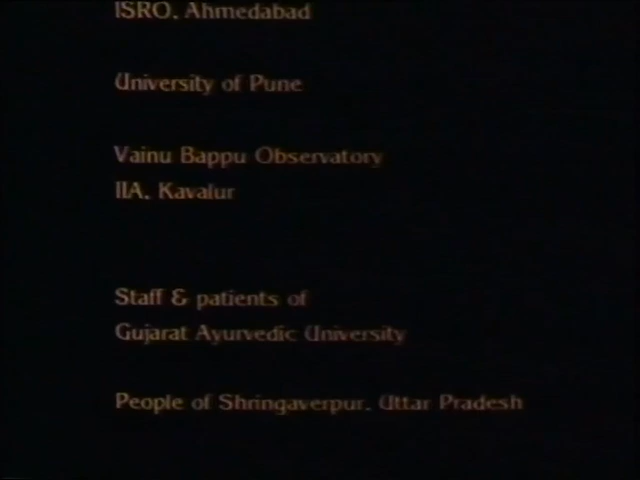 ISRO, Ahmedabad
University of Pune
Vainu Bappu Observatory
IIA, Kavalur
Staff & patients of
Gujarat Ayurvedic University
People of Shringaverpur, Uttar Pradesh